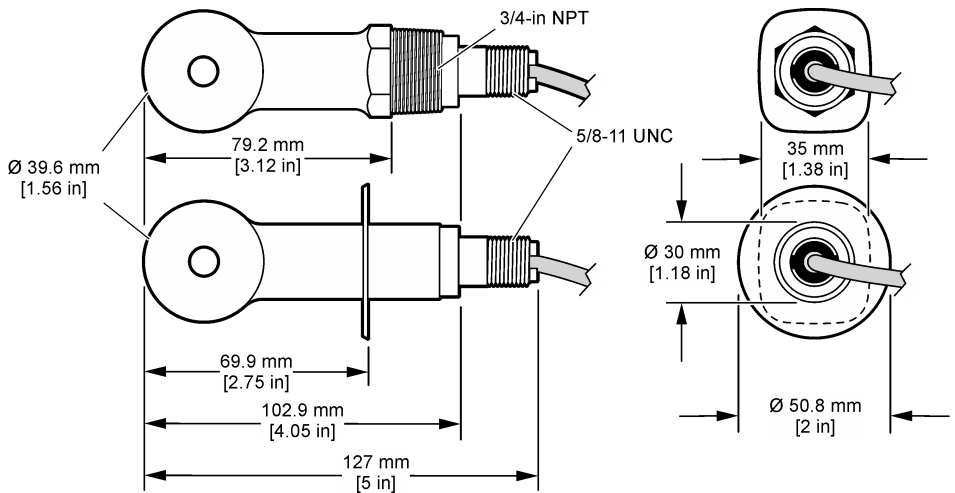 3/4-in NPT
5/8-11 UNC
79.2 mm
[3.12 in]
35 mm
[1.38 in]
Ø 39.6 mm
[1.56 in]
Ø 30 mm
[1.18 in]
69.9 mm
[2.75 in]
102.9 mm
[4.05 in]
Ø 50.8 mm
[2 in]
127 mm
[5 in]